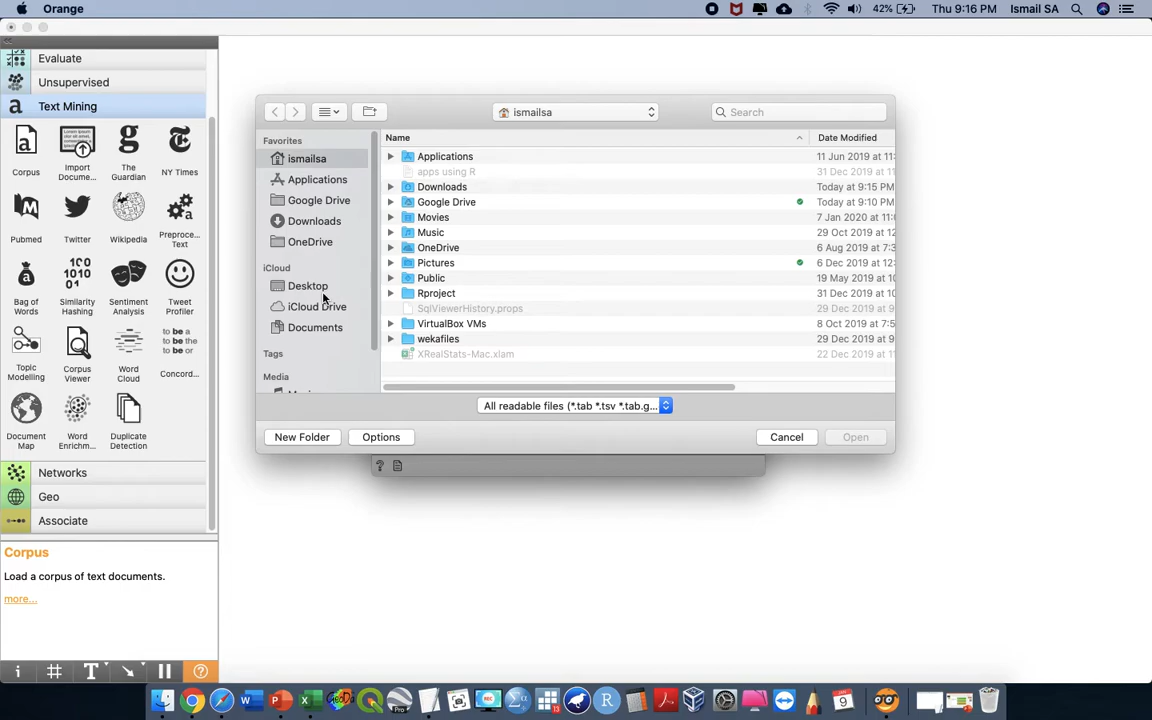 Orange
42%
Thu 9:16 PM
Ismail SA
Evaluate
Unsupervised
Text Mining
Corpus
Import Docume...
The Guardian
NY Times
Pubmed
Twitter
Wikipedia
Preproce... Text
Bag of Words
Similarity Hashing
Sentiment Analysis
Tweet Profiler
Topic Modelling
Corpus Viewer
Word Cloud
Concord...
Document Map
Word Enrichm...
Duplicate Detection
Networks
Geo
Associate
Corpus
Load a corpus of text documents.
more...
ismailsa
Search
Favorites
ismailsa
Applications
Google Drive
Downloads
OneDrive
iCloud
Desktop
iCloud Drive
Documents
Tags
Media
Name
Date Modified
Applications
11 Jun 2019 at 11:
apps using R
31 Dec 2019 at 11
Downloads
Today at 9:15 PM
Google Drive
Today at 9:10 PM
Movies
7 Jan 2020 at 11:
Music
29 Oct 2019 at 11
OneDrive
6 Aug 2019 at 7:3
Pictures
6 Dec 2019 at 12:
Public
19 May 2019 at 10
Rproject
31 Dec 2019 at 10
SqlViewerHistory.props
29 Dec 2019 at 9
VirtualBox VMs
8 Oct 2019 at 7:5
wekafiles
29 Dec 2019 at 9
XRealStats-Mac.xlam
22 Dec 2019 at 11
All readable files (*.tab *.tsv *.tab.g...
New Folder
Options
Cancel
Open